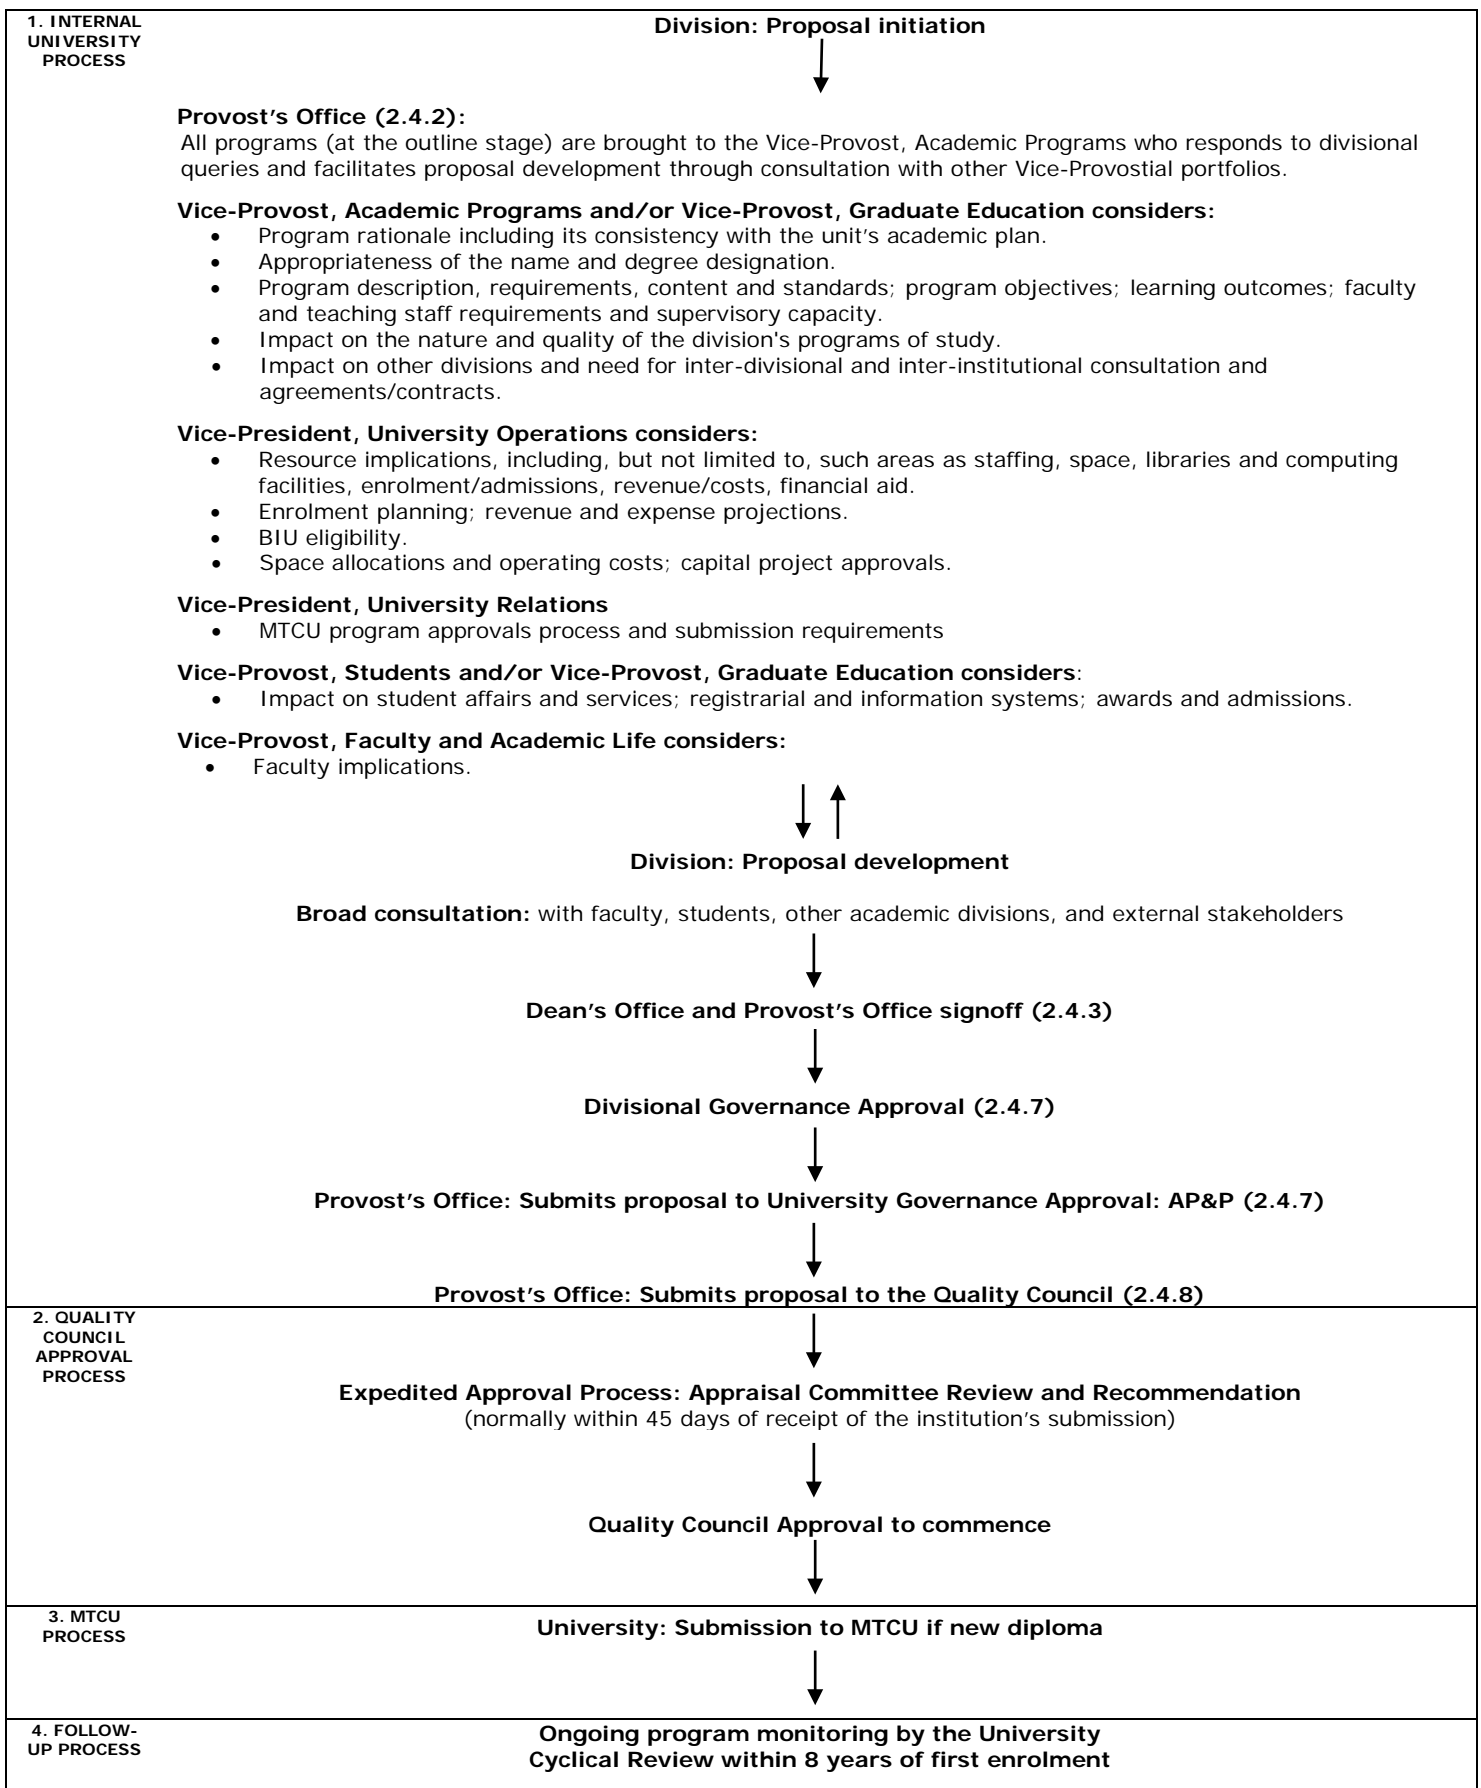 1. INTERNAL
UNIVERSITY
PROCESS
Division: Proposal initiation
Provost’s Office (2.4.2):
All programs (at the outline stage) are brought to the Vice-Provost, Academic Programs who responds to divisional
queries and facilitates proposal development through consultation with other Vice-Provostial portfolios.
Vice-Provost, Academic Programs and/or Vice-Provost, Graduate Education considers:
• Program rationale including its consistency with the unit’s academic plan.
• Appropriateness of the name and degree designation.
• Program description, requirements, content and standards; program objectives; learning outcomes; faculty
and teaching staff requirements and supervisory capacity.
• Impact on the nature and quality of the division's programs of study.
• Impact on other divisions and need for inter-divisional and inter-institutional consultation and
agreements/contracts.
Vice-President, University Operations considers:
• Resource implications, including, but not limited to, such areas as staffing, space, libraries and computing
facilities, enrolment/admissions, revenue/costs, financial aid.
• Enrolment planning; revenue and expense projections.
• BIU eligibility.
• Space allocations and operating costs; capital project approvals.
Vice-President, University Relations
• MTCU program approvals process and submission requirements
Vice-Provost, Students and/or Vice-Provost, Graduate Education considers:
• Impact on student affairs and services; registrarial and information systems; awards and admissions.
Vice-Provost, Faculty and Academic Life considers:
• Faculty implications.
Division: Proposal development
Broad consultation: with faculty, students, other academic divisions, and external stakeholders
Dean’s Office and Provost’s Office signoff (2.4.3)
Divisional Governance Approval (2.4.7)
Provost’s Office: Submits proposal to University Governance Approval: AP&P (2.4.7)
Provost’s Office: Submits proposal to the Quality Council (2.4.8)
2. QUALITY
COUNCIL
APPROVAL
PROCESS
Expedited Approval Process: Appraisal Committee Review and Recommendation
(normally within 45 days of receipt of the institution’s submission)
Quality Council Approval to commence
3. MTCU
PROCESS
University: Submission to MTCU if new diploma
4. FOLLOW-
UP PROCESS
Ongoing program monitoring by the University
Cyclical Review within 8 years of first enrolment